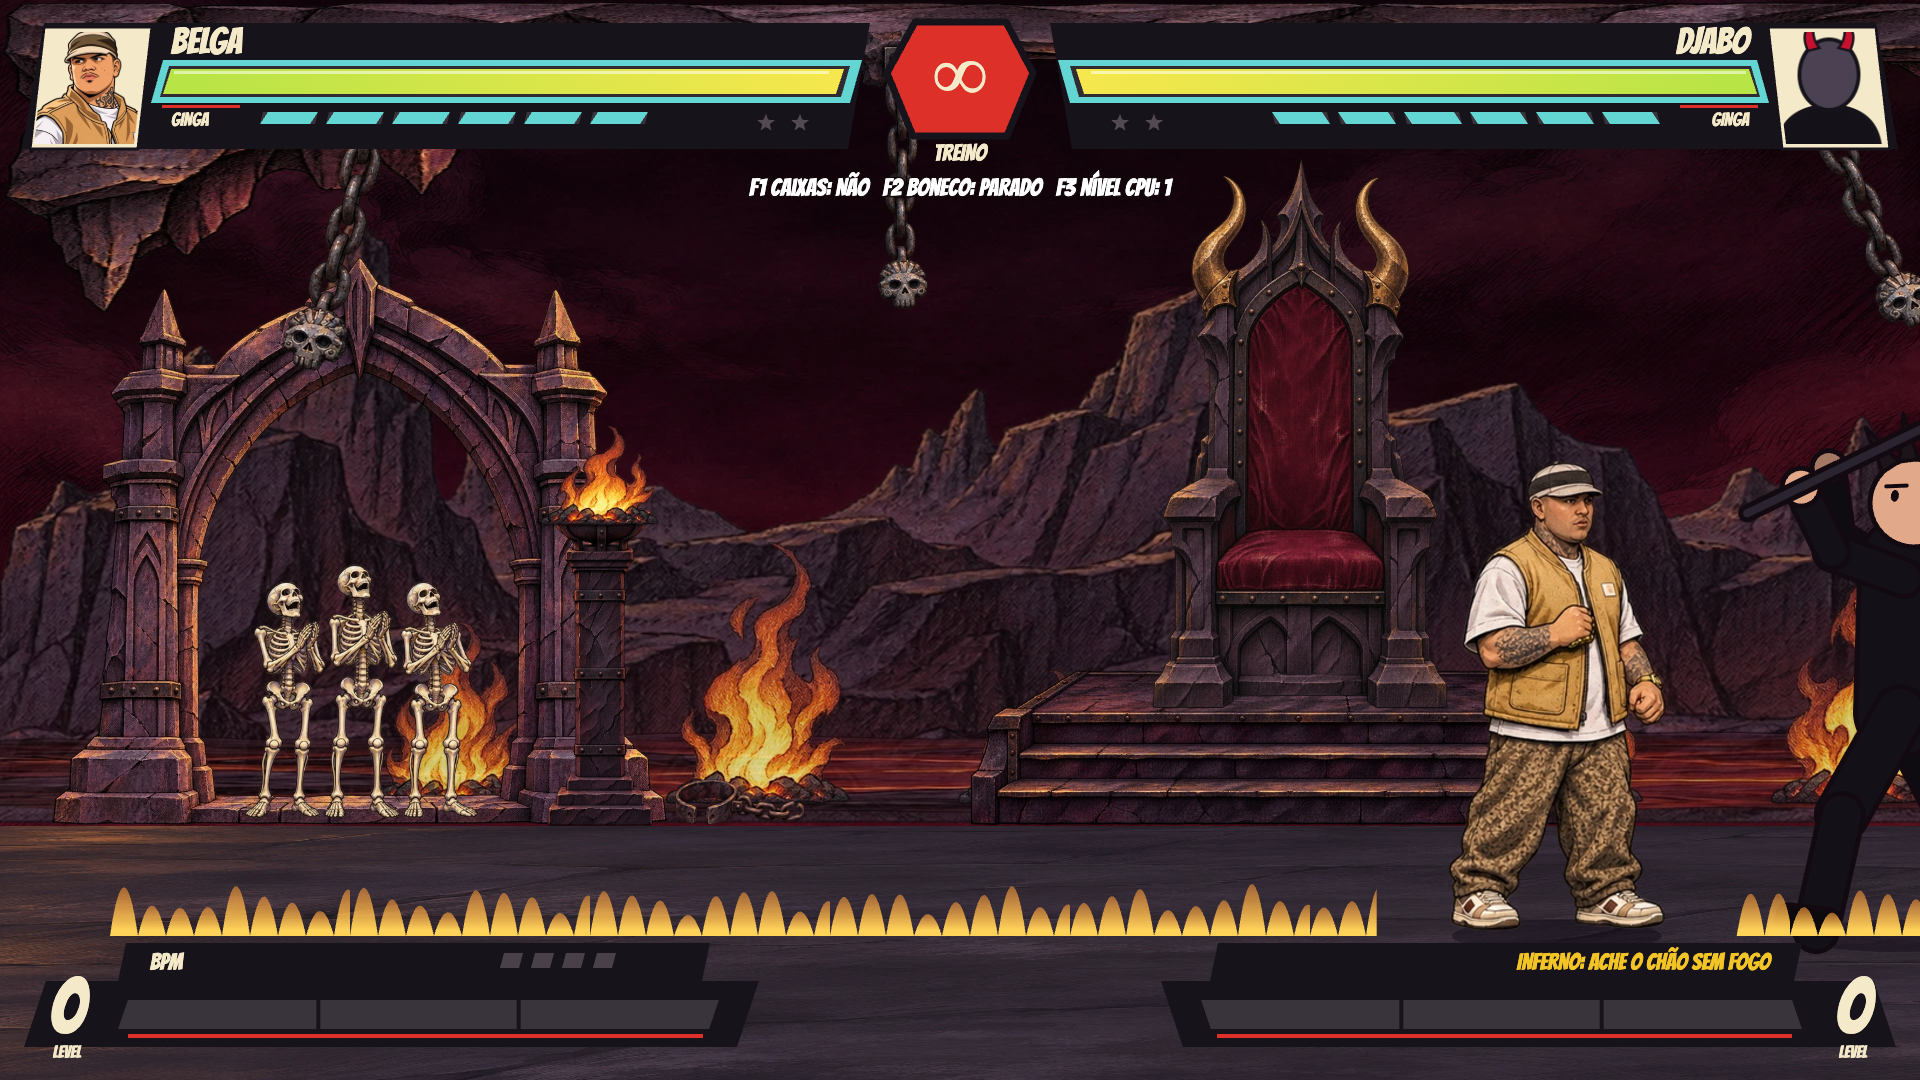 BELGA
DJABO
∞
GINGA
GINGA
TREINO
F1 CAIXAS: NÃO F2 BONECO: PARADO F3 NÍVEL CPU: 1
BPM
INFERNO: ACHE O CHÃO SEM FOGO
0
0
LEVEL
LEVEL